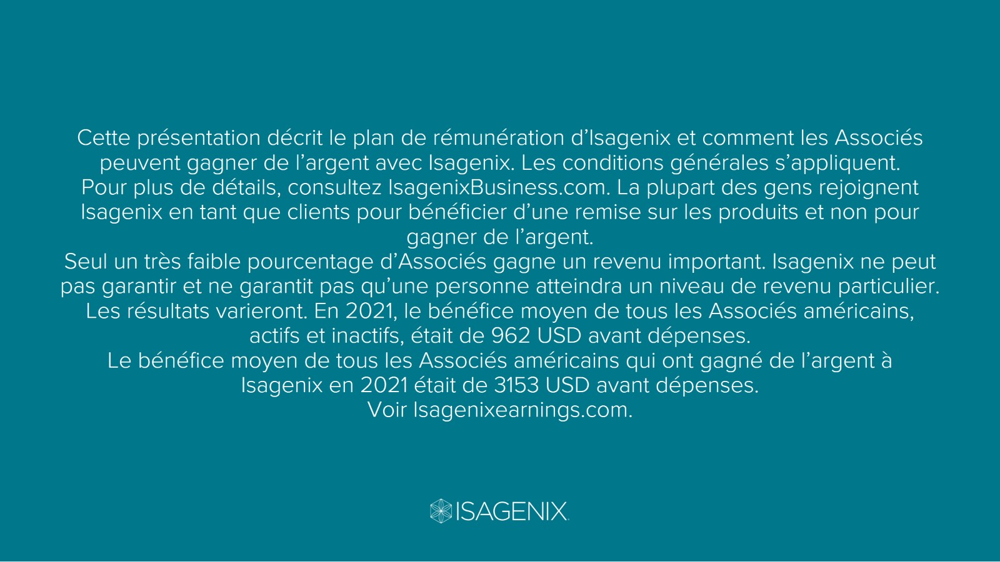 Cette présentation décrit le plan de rémunération d’Isagenix et comment les Associés
peuvent gagner de l’argent avec Isagenix. Les conditions générales s’appliquent.
Pour plus de détails, consultez IsagenixBusiness.com. La plupart des gens rejoignent
Isagenix en tant que clients pour bénéficier d’une remise sur les produits et non pour
gagner de l’argent.
Seul un très faible pourcentage d’Associés gagne un revenu important. Isagenix ne peut
pas garantir et ne garantit pas qu’une personne atteindra un niveau de revenu particulier.
Les résultats varieront. En 2021, le bénéfice moyen de tous les Associés américains,
actifs et inactifs, était de 962 USD avant dépenses.
Le bénéfice moyen de tous les Associés américains qui ont gagné de l’argent à
Isagenix en 2021 était de 3153 USD avant dépenses.
Voir Isagenixearnings.com.
ISAGENIX